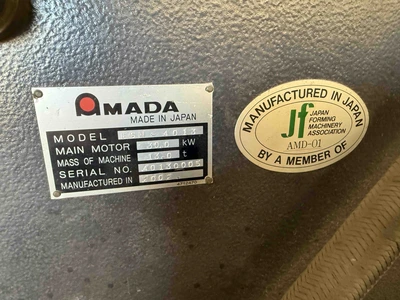 AMADA
MADE IN JAPAN
MODEL
MAIN MOTOR kW
MASS OF MACHINE t
SERIAL NO. 40130003
MANUFACTURED IN
MANUFACTURED IN JAPAN
Jf JAPAN
FORMING
MACHINERY
ASSOCIATION
AMD-01
BY A MEMBER OF